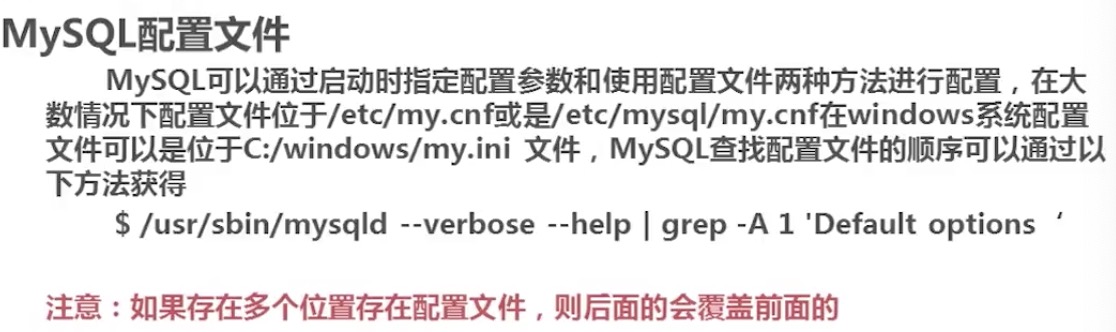 MySQL配置文件
MySQL可以通过启动时指定配置参数和使用配置文件两种方法进行配置，在大
数情况下配置文件位于/etc/my.cnf或是/etc/mysql/my.cnf在windows系统配置
文件可以是位于C:/windows/my.ini 文件，MySQL查找配置文件的顺序可以通过以
下方法获得
$ /usr/sbin/mysqld --verbose --help | grep -A 1 'Default options ‘
注意：如果存在多个位置存在配置文件，则后面的会覆盖前面的